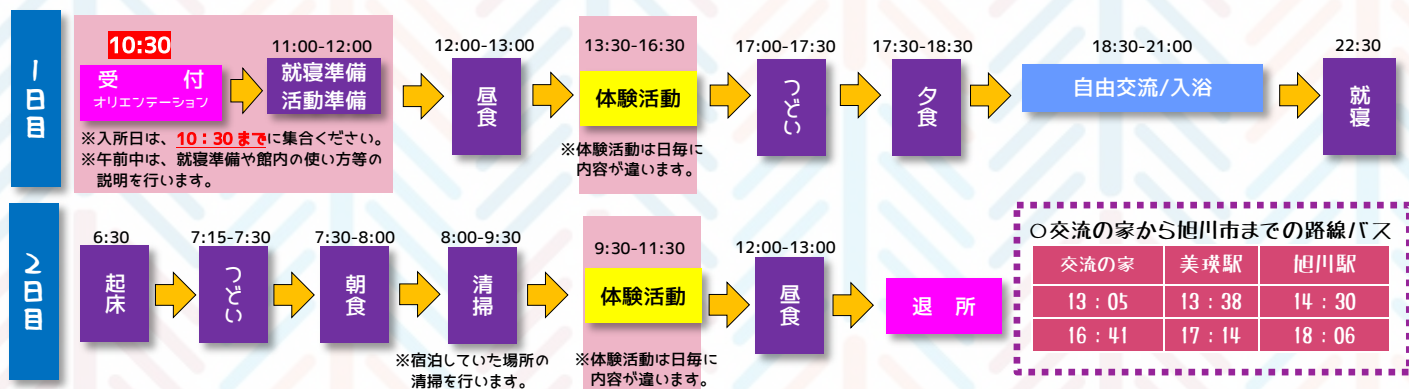 1日目
10:30
受　付
オリエンテーション
11:00-12:00
就寝準備
活動準備
※入所日は、10：30 までに集合ください。
※午前中は、就寝準備や館内の使い方等の
説明を行います。
12:00-13:00
昼食
13:30-16:30
体験活動
※体験活動は日毎に
内容が違います。
17:00-17:30
つどい
17:30-18:30
夕食
18:30-21:00
自由交流/入浴
22:30
就寝
2日目
6:30
起床
7:15-7:30
つどい
7:30-8:00
朝食
8:00-9:30
清掃
※宿泊していた場所の
清掃を行います。
9:30-11:30
体験活動
※体験活動は日毎に
内容が違います。
12:00-13:00
昼食
退　所
○交流の家から旭川市までの路線バス
交流の家 美瑛駅 旭川駅
13：05 13：38 14：30
16：41 17：14 18：06